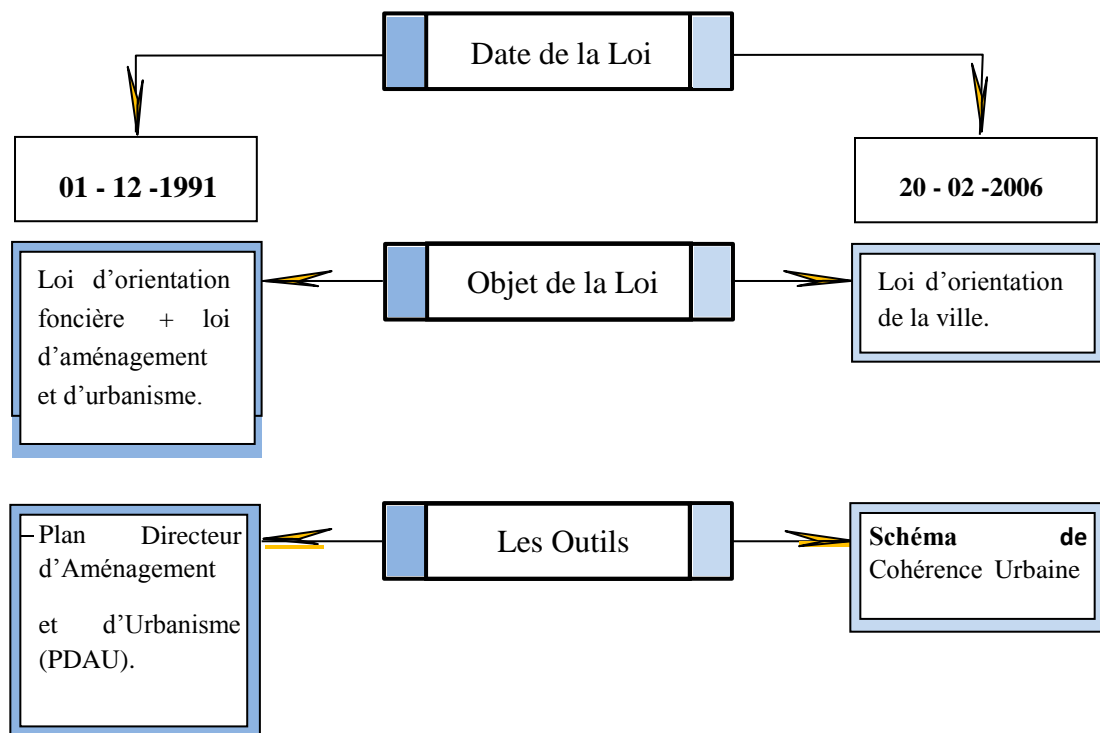 Date de la Loi
01 - 12 -1991
20 - 02 -2006
Objet de la Loi
Loi d’orientation
foncière + loi
d’aménagement
et d’urbanisme.
Loi d’orientation
de la ville.
Les Outils
– Plan Directeur
d’Aménagement
et d’Urbanisme
(PDAU).
Schéma de
Cohérence Urbaine